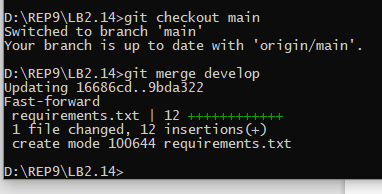 D:\REP9\LB2.14>git checkout main
Switched to branch 'main'
Your branch is up to date with 'origin/main'.
D:\REP9\LB2.14>git merge develop
Updating 16686cd..9bda322
Fast-forward
 requirements.txt | 12 ++++++++++++
 1 file changed, 12 insertions(+)
 create mode 100644 requirements.txt
D:\REP9\LB2.14>